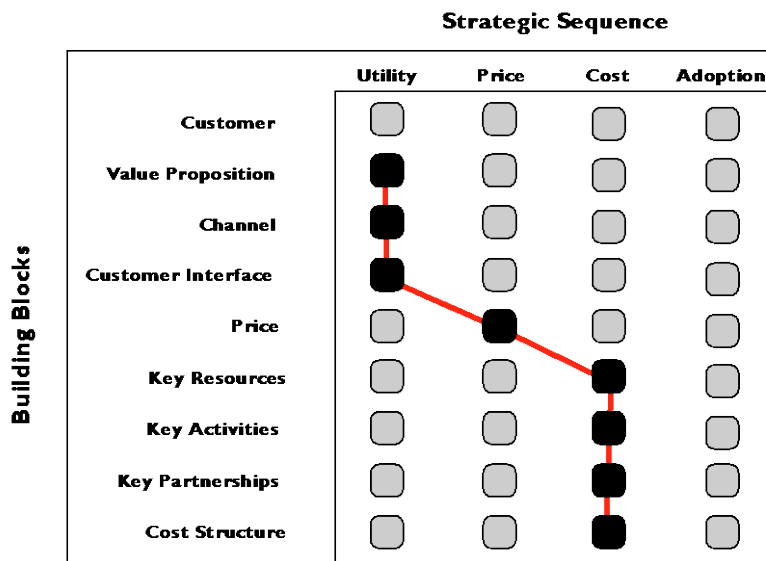 Strategic Sequence
Utility Price Cost Adoption
Building Blocks
Customer
Value Proposition
Channel
Customer Interface
Price
Key Resources
Key Activities
Key Partnerships
Cost Structure